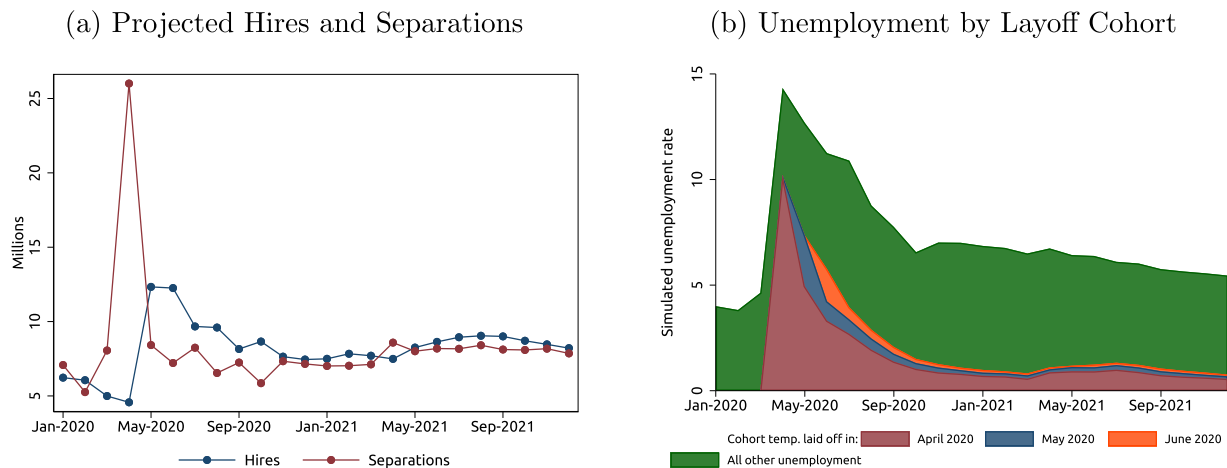 (a) Projected Hires and Separations
Millions
25
20
15
10
5
Jan-2020 May-2020 Sep-2020 Jan-2021 May-2021 Sep-2021
Hires Separations
(b) Unemployment by Layoff Cohort
Simulated unemployment rate
15
10
5
0
Jan-2020 May-2020 Sep-2020 Jan-2021 May-2021 Sep-2021
Cohort temp. laid off in: April 2020 May 2020 June 2020
All other unemployment